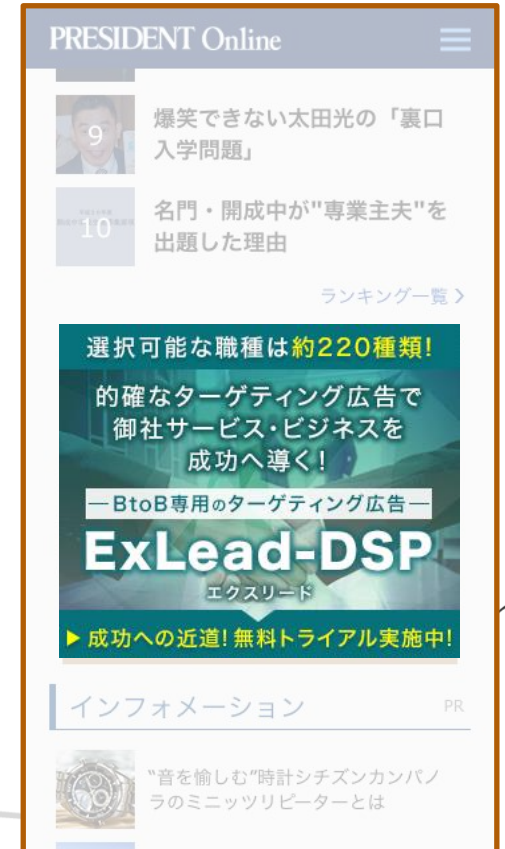 PRESIDENT Online
9
爆笑できない太田光の「裏口
入学問題」
10
名門・開成中が"専業主夫"を
出題した理由
ランキング一覧
選択可能な職種は約220種類!
的確なターゲティング広告で
御社サービス・ビジネスを
成功へ導く!
BtoB専用のターゲティング広告
ExLead-DSP
エクスリード
▶成功への近道!無料トライアル実施中!
インフォメーション
PR
“音を愉しむ”時計シチズンカンパノ
ラのミニッツリピーターとは